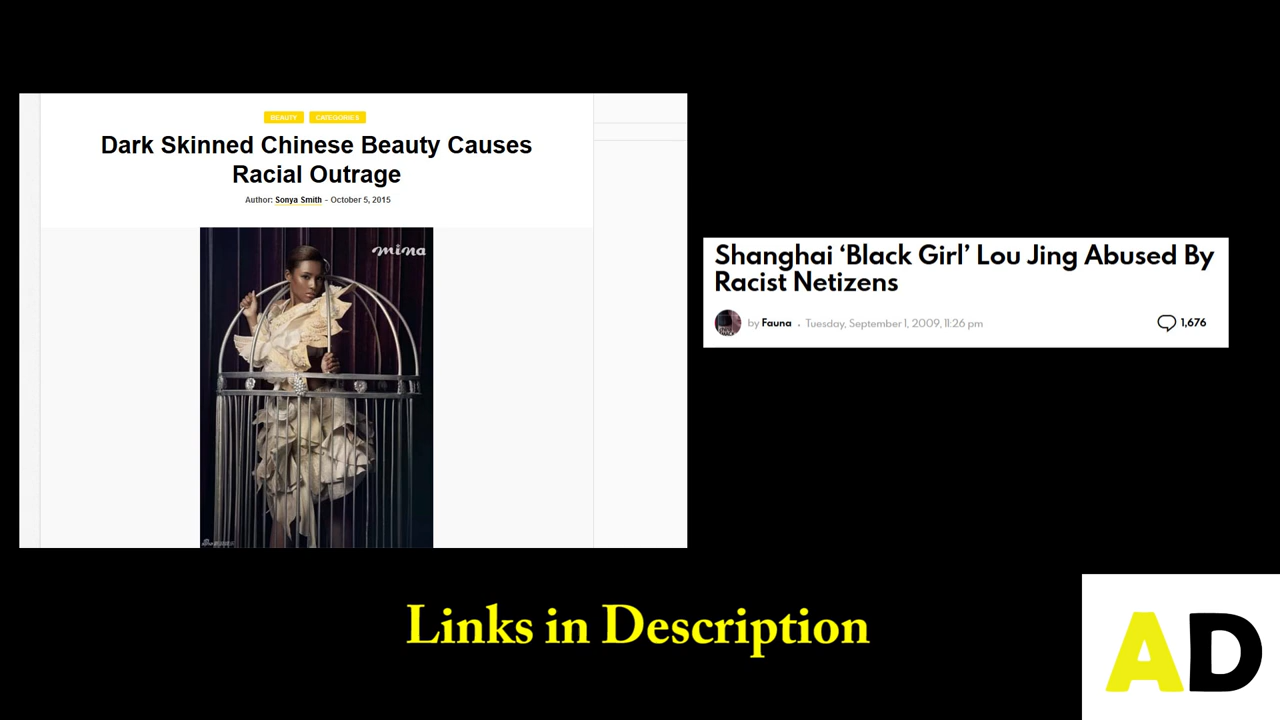 BEAUTY CATEGORIES
Dark Skinned Chinese Beauty Causes
Racial Outrage
Author: Sonya Smith - October 5, 2015
mina
Shanghai ‘Black Girl’ Lou Jing Abused By
Racist Netizens
by Fauna . Tuesday, September 1, 2009, 11:26 pm 1,676
Links in Description
AD